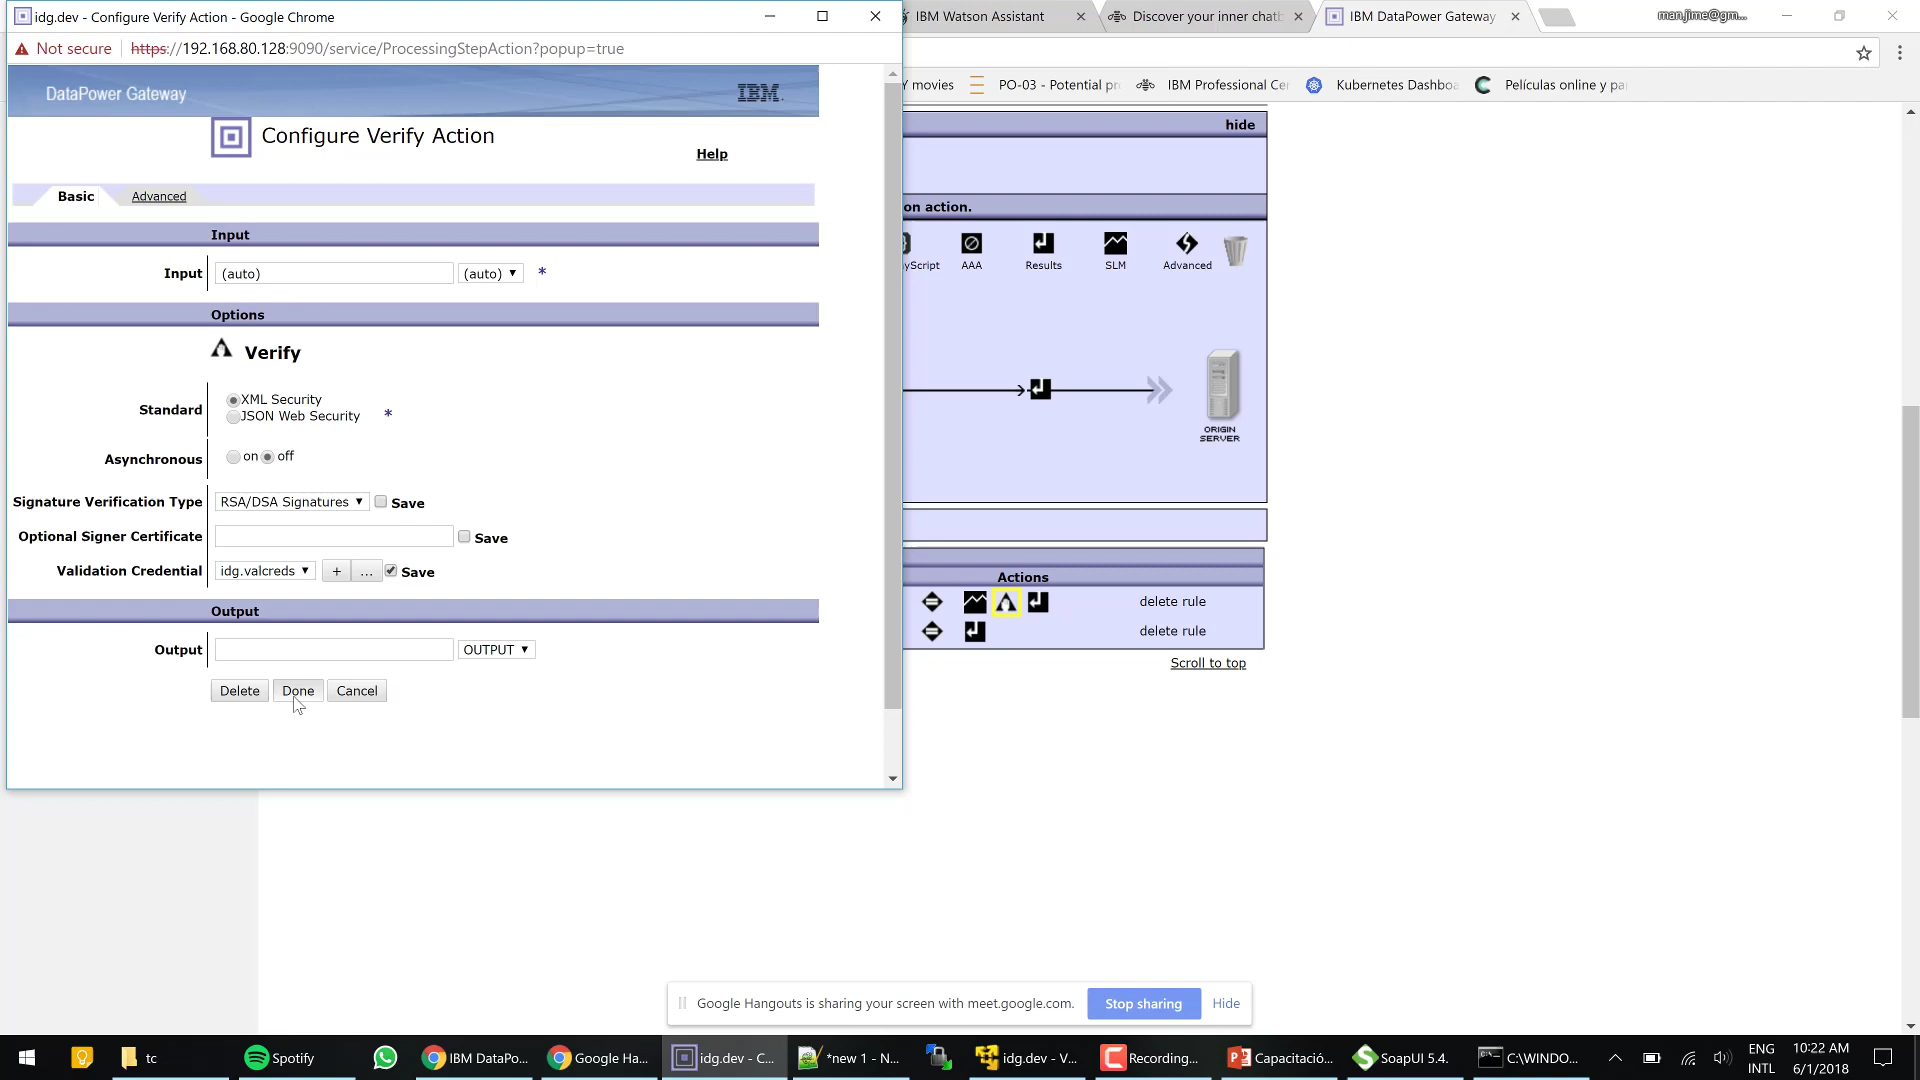 idg.dev - Configure Verify Action - Google Chrome
Not secure
https://192.168.80.128:9090/service/ProcessingStepAction?popup=true
DataPower Gateway
IBM.
Configure Verify Action
Help
Basic
Advanced
Input
Input
(auto)
(auto)
*
Options
Verify
Standard
XML Security
JSON Web Security
*
Asynchronous
on
off
Signature Verification Type
RSA/DSA Signatures
Save
Optional Signer Certificate
Save
Validation Credential
idg.valcreds
+
...
Save
Output
Output
OUTPUT
Delete
Done
Cancel
IBM Watson Assistant
Discover your inner chatb
IBM DataPower Gateway
man.jime@gm...
Y movies
PO-03 - Potential pr
IBM Professional Cer
Kubernetes Dashboa
Películas online y pa
hide
on action.
yScript
AAA
Results
SLM
Advanced
ORIGIN
SERVER
Actions
delete rule
delete rule
Scroll to top
Google Hangouts is sharing your screen with meet.google.com.
Stop sharing
Hide
tc
Spotify
IBM DataPo...
Google Ha...
idg.dev - C...
*new 1 - N...
idg.dev - V...
Recording...
Capacitació...
SoapUI 5.4.
C:\WINDO...
ENG
INTL
10:22 AM
6/1/2018